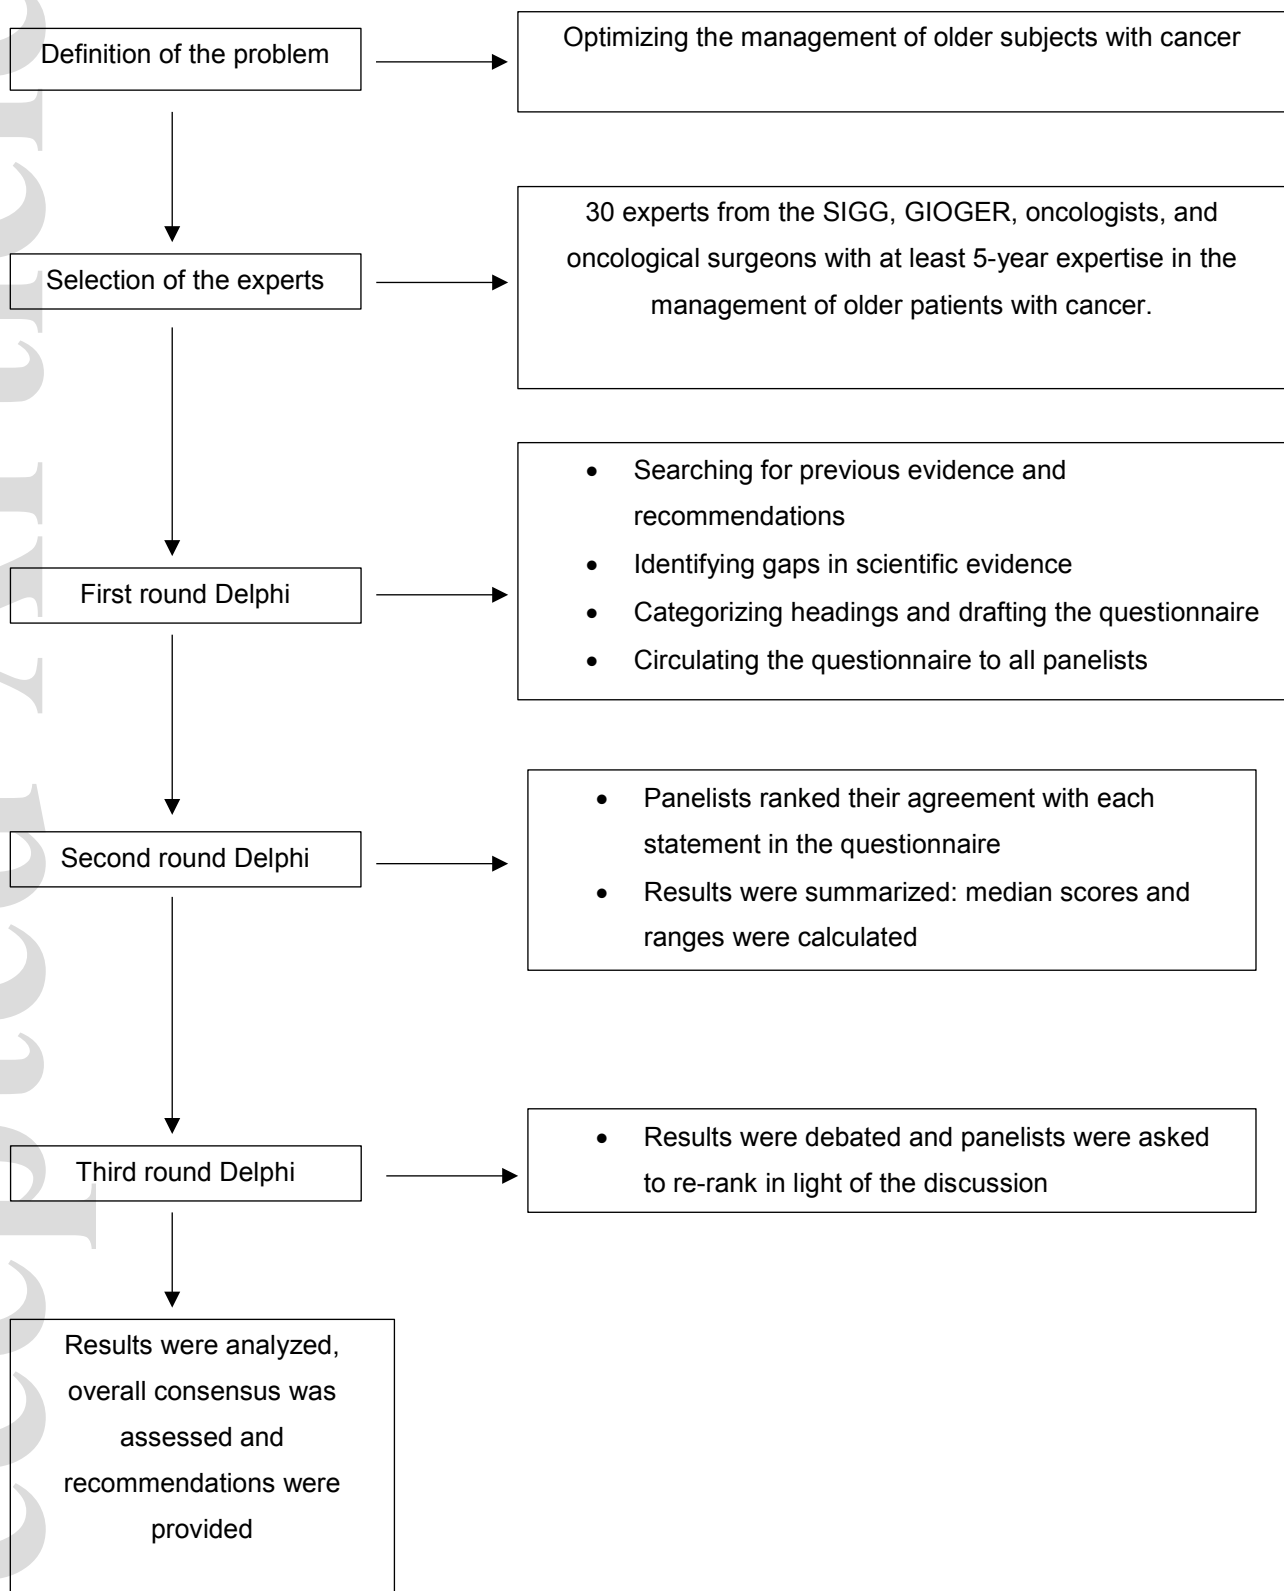 Definition of the problem
Optimizing the management of older subjects with cancer
Selection of the experts
30 experts from the SIGG, GIOGER, oncologists, and
oncological surgeons with at least 5-year expertise in the
management of older patients with cancer.
First round Delphi
• Searching for previous evidence and
recommendations
• Identifying gaps in scientific evidence
• Categorizing headings and drafting the questionnaire
• Circulating the questionnaire to all panelists
Second round Delphi
• Panelists ranked their agreement with each
statement in the questionnaire
• Results were summarized: median scores and
ranges were calculated
Third round Delphi
• Results were debated and panelists were asked
to re-rank in light of the discussion
Results were analyzed,
overall consensus was
assessed and
recommendations were
provided